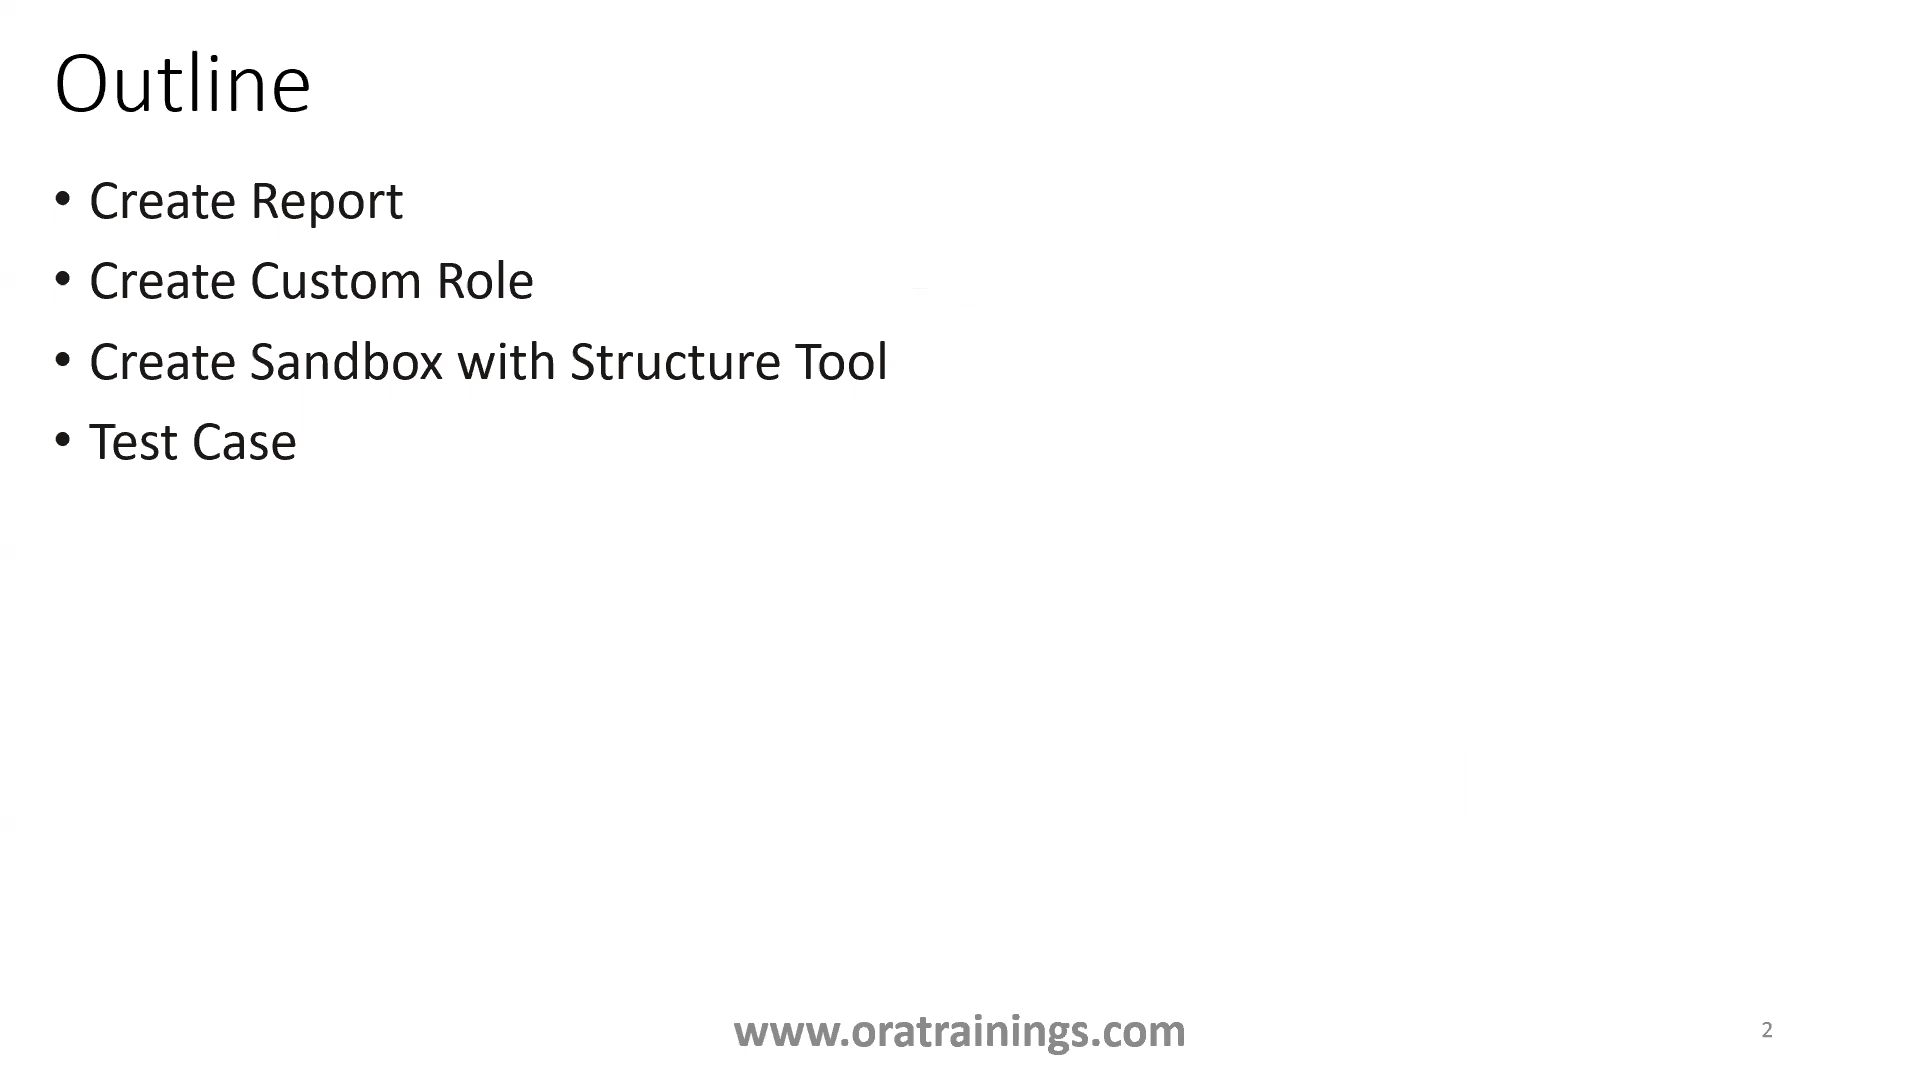 Outline
• Create Report
• Create Custom Role
• Create Sandbox with Structure Tool
• Test Case
www.oratrainings.com
2